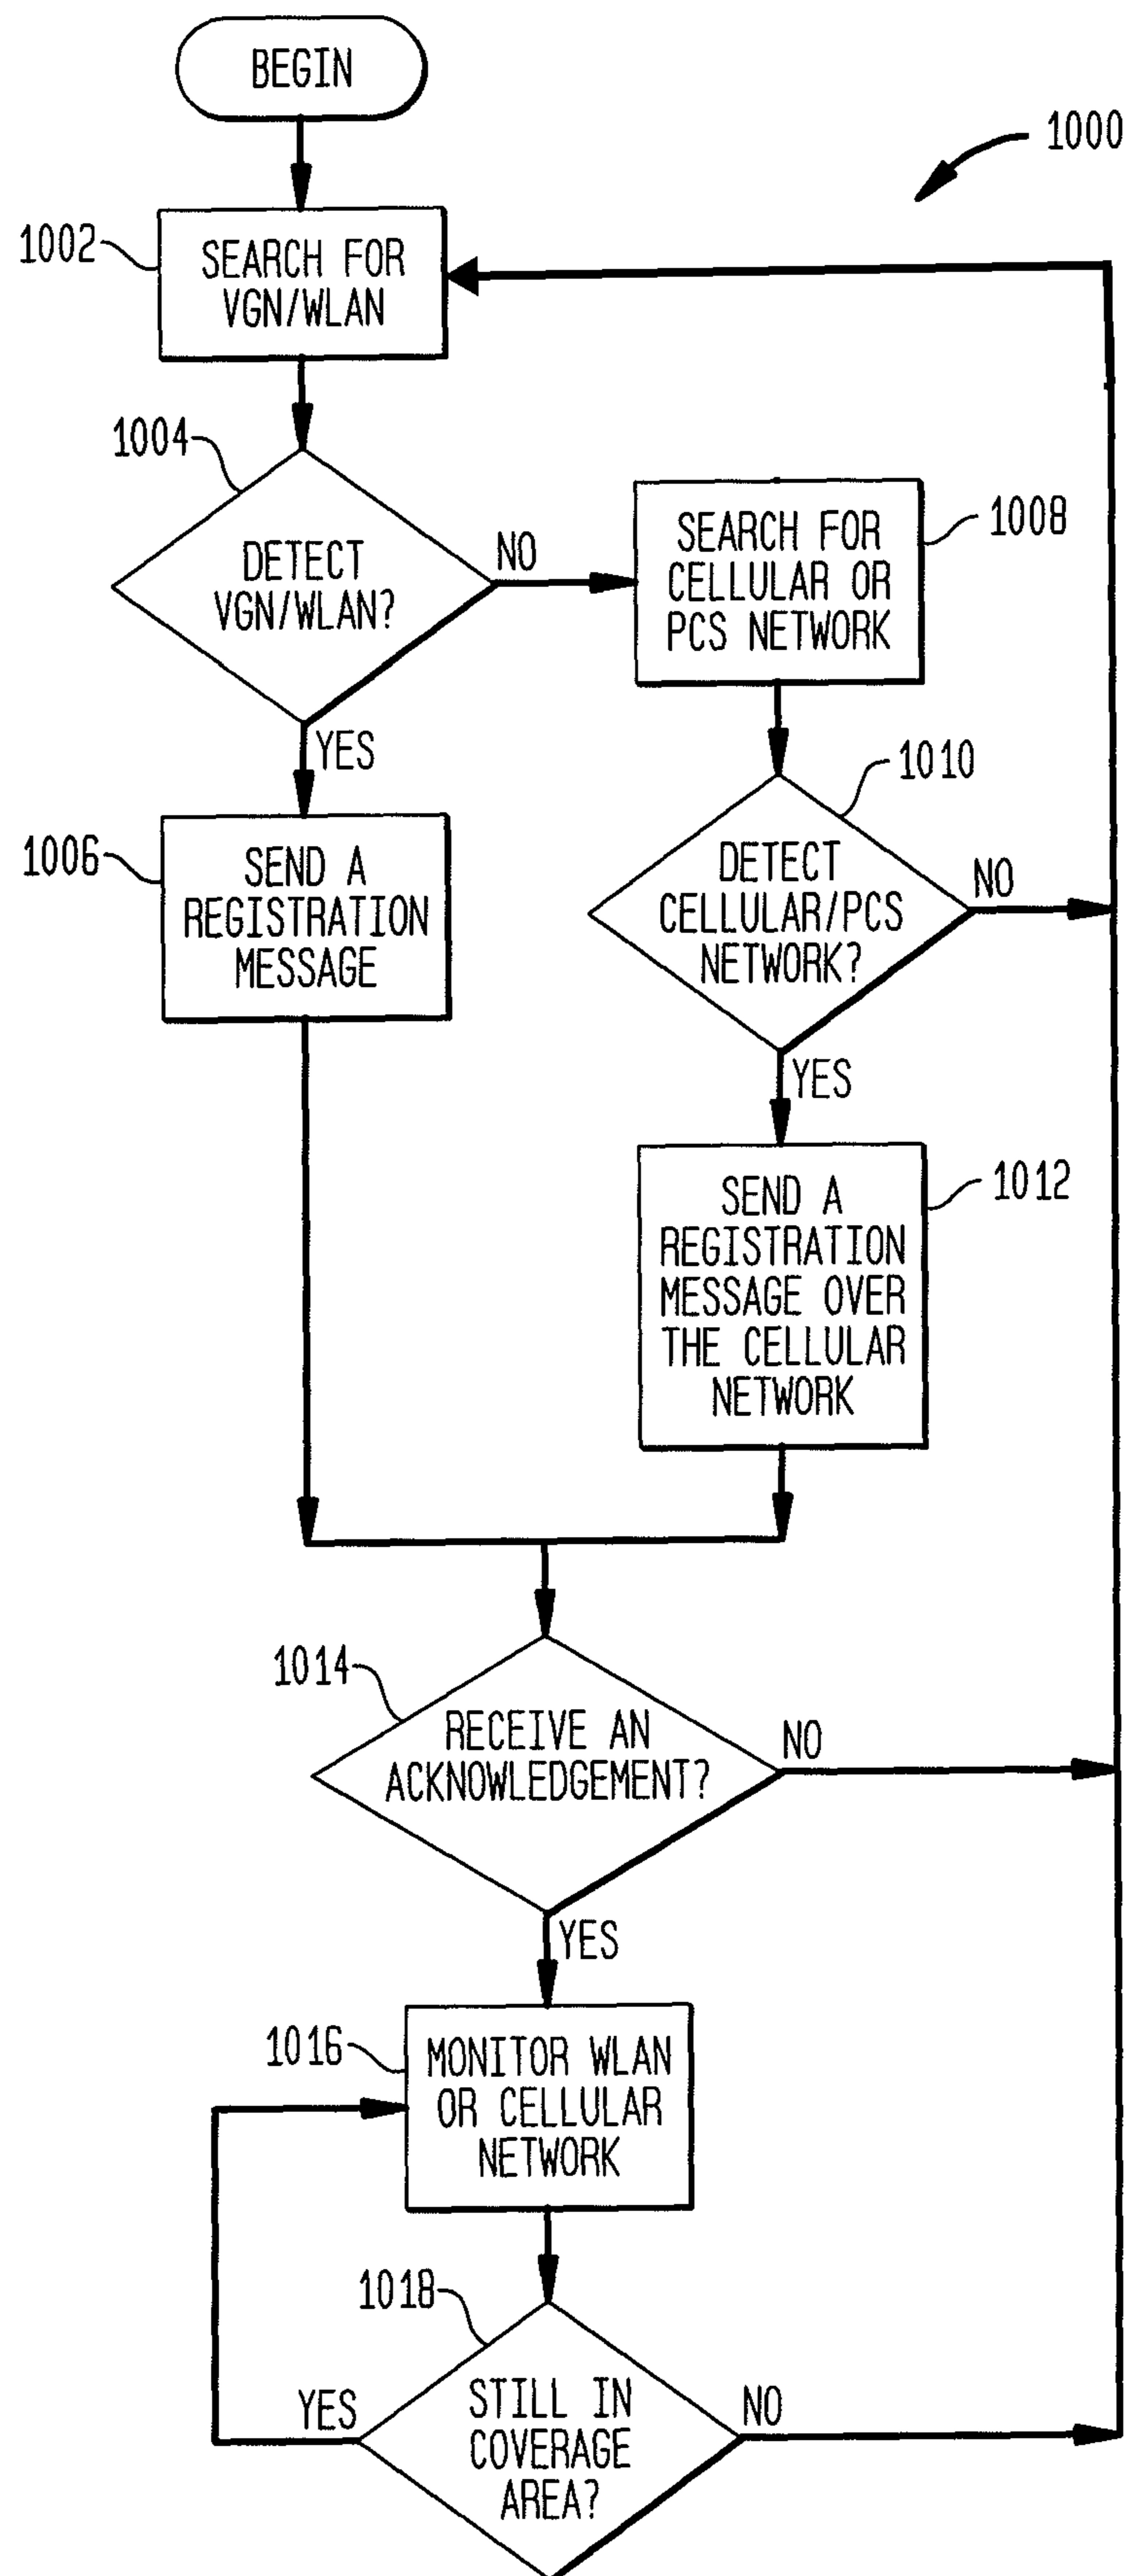 BEGIN
1000
1002
SEARCH FOR
VGN/WLAN
1004
DETECT
VGN/WLAN?
NO
YES
SEARCH FOR
CELLULAR OR
PCS NETWORK
1008
1006
SEND A
REGISTRATION
MESSAGE
1010
DETECT
CELLULAR/PCS
NETWORK?
NO
YES
SEND A
REGISTRATION
MESSAGE OVER
THE CELLULAR
NETWORK
1012
1014
RECEIVE AN
ACKNOWLEDGEMENT?
NO
YES
1016
MONITOR WLAN
OR CELLULAR
NETWORK
1018
STILL IN
COVERAGE
AREA?
YES
NO